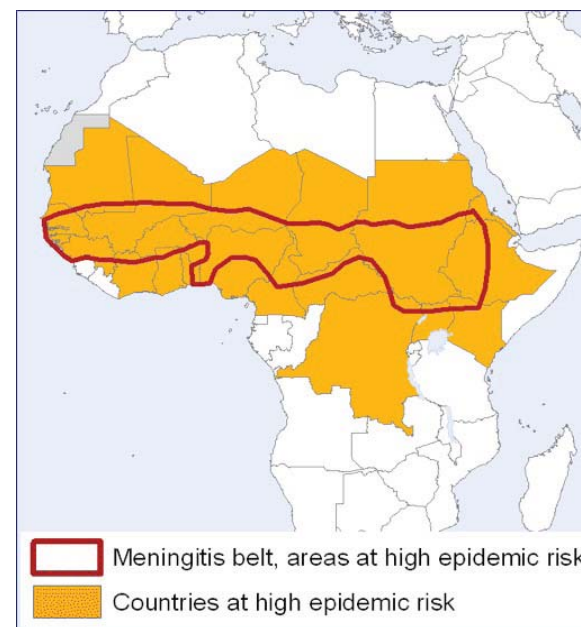 Meningitis belt, areas at high epidemic risk
Countries at high epidemic risk